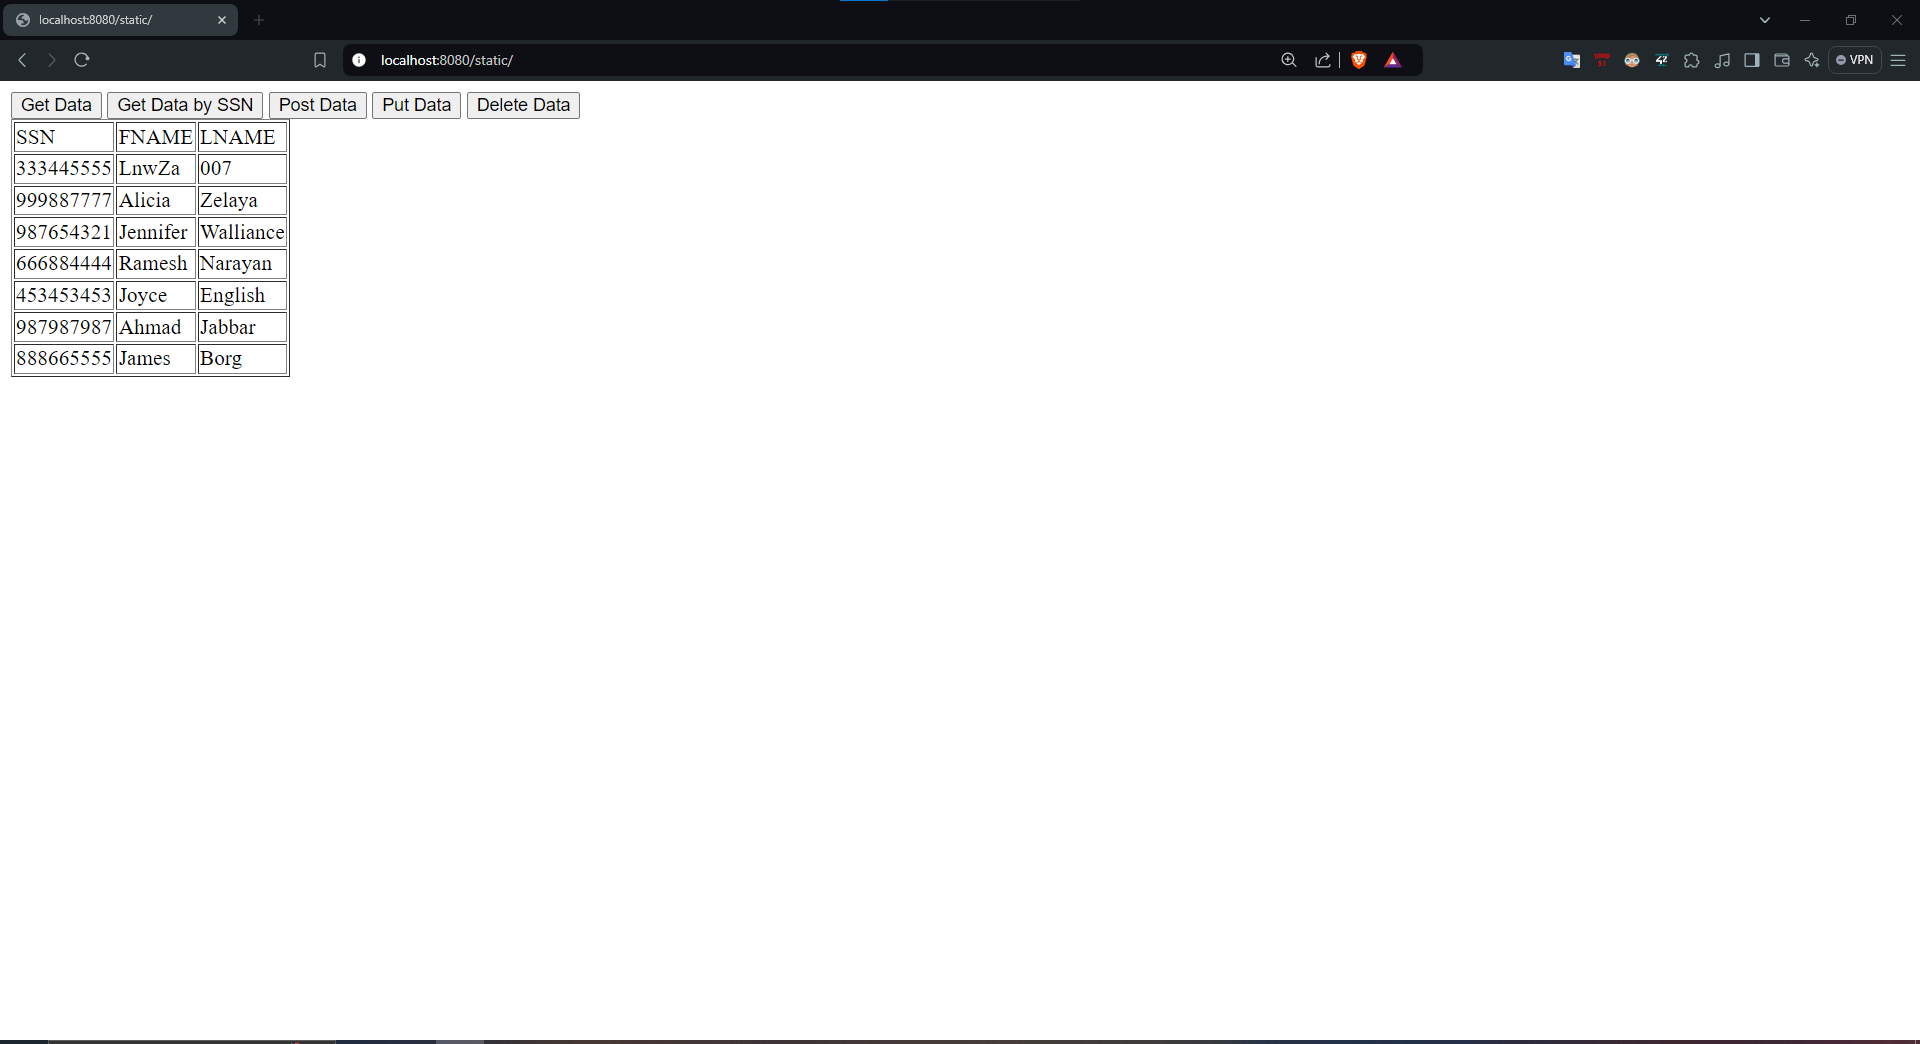 localhost:8080/static/
localhost:8080/static/
VPN
Get Data Get Data by SSN Post Data Put Data Delete Data
SSN FNAME LNAME
333445555 LnwZa 007
999887777 Alicia Zelaya
987654321 Jennifer Walliance
666884444 Ramesh Narayan
453453453 Joyce English
987987987 Ahmad Jabbar
888665555 James Borg